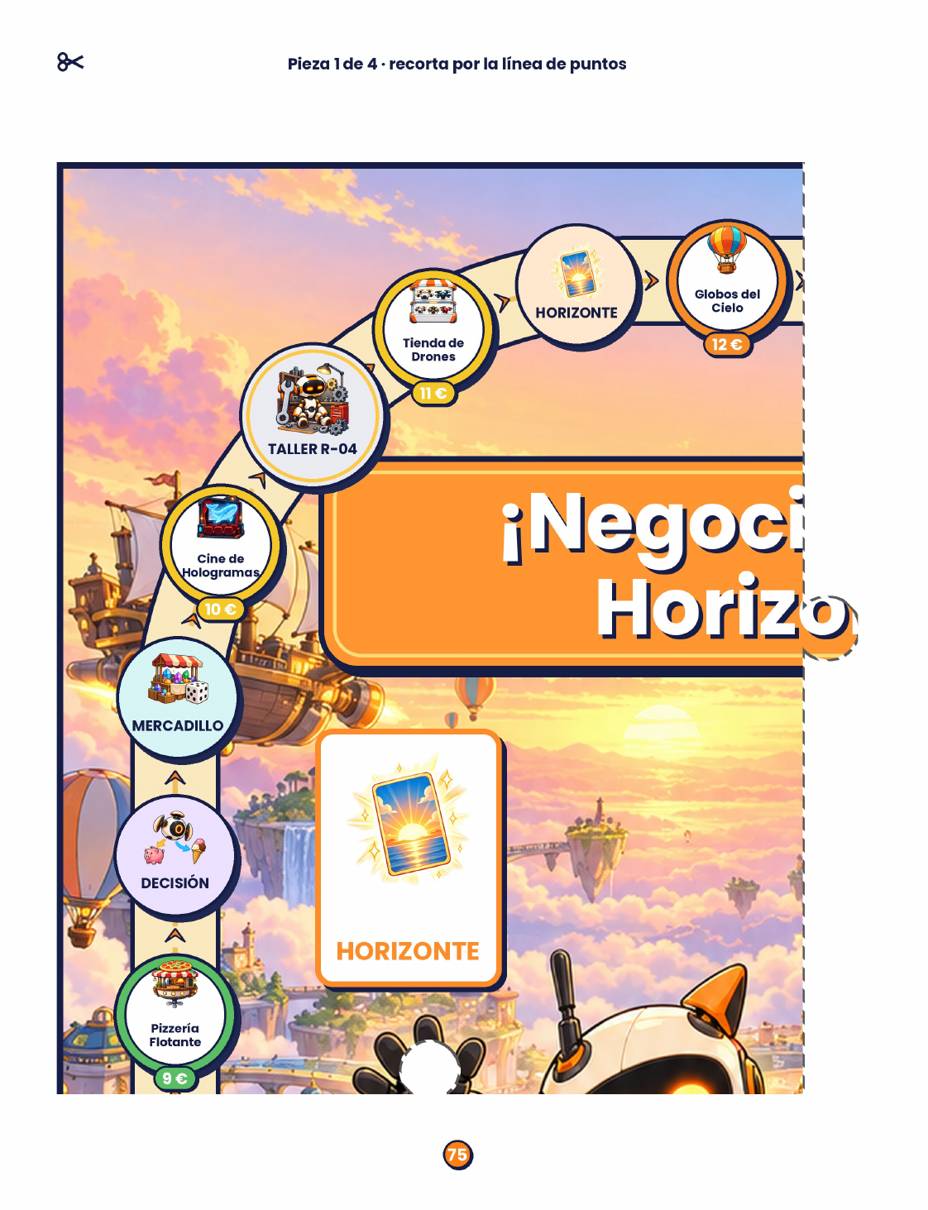 Pieza 1 de 4 · recorta por la línea de puntos
HORIZONTE
Globos del
Cielo
12 €
Tienda de
Drones
11 €
TALLER R-04
¡Negoci
Horizo
Cine de
Hologramas
10 €
MERCADILLO
DECISIÓN
HORIZONTE
Pizzería
Flotante
9 €
75